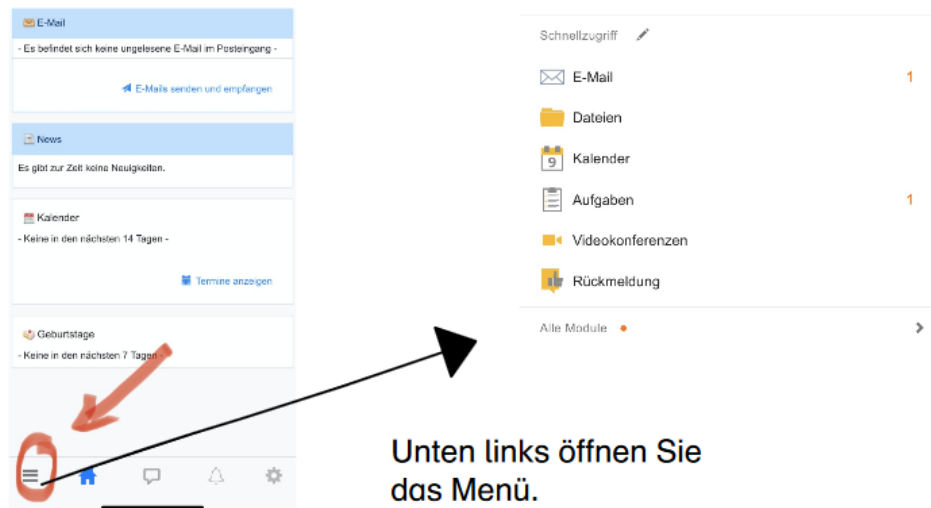 E-Mail
- Es befindet sich keine ungelesene E-Mail im Posteingang -
E-Mails senden und empfangen
News
Es gibt zur Zeit keine Neuigkeiten.
Kalender
- Keine in den nächsten 14 Tagen -
Termine anzeigen
Geburtstage
- Keine in den nächsten 7 Tagen -
Schnellzugriff
E-Mail 1
Dateien
9 Kalender
Aufgaben 1
Videokonferenzen
Rückmeldung
Alle Module
Unten links öffnen Sie
das Menü.